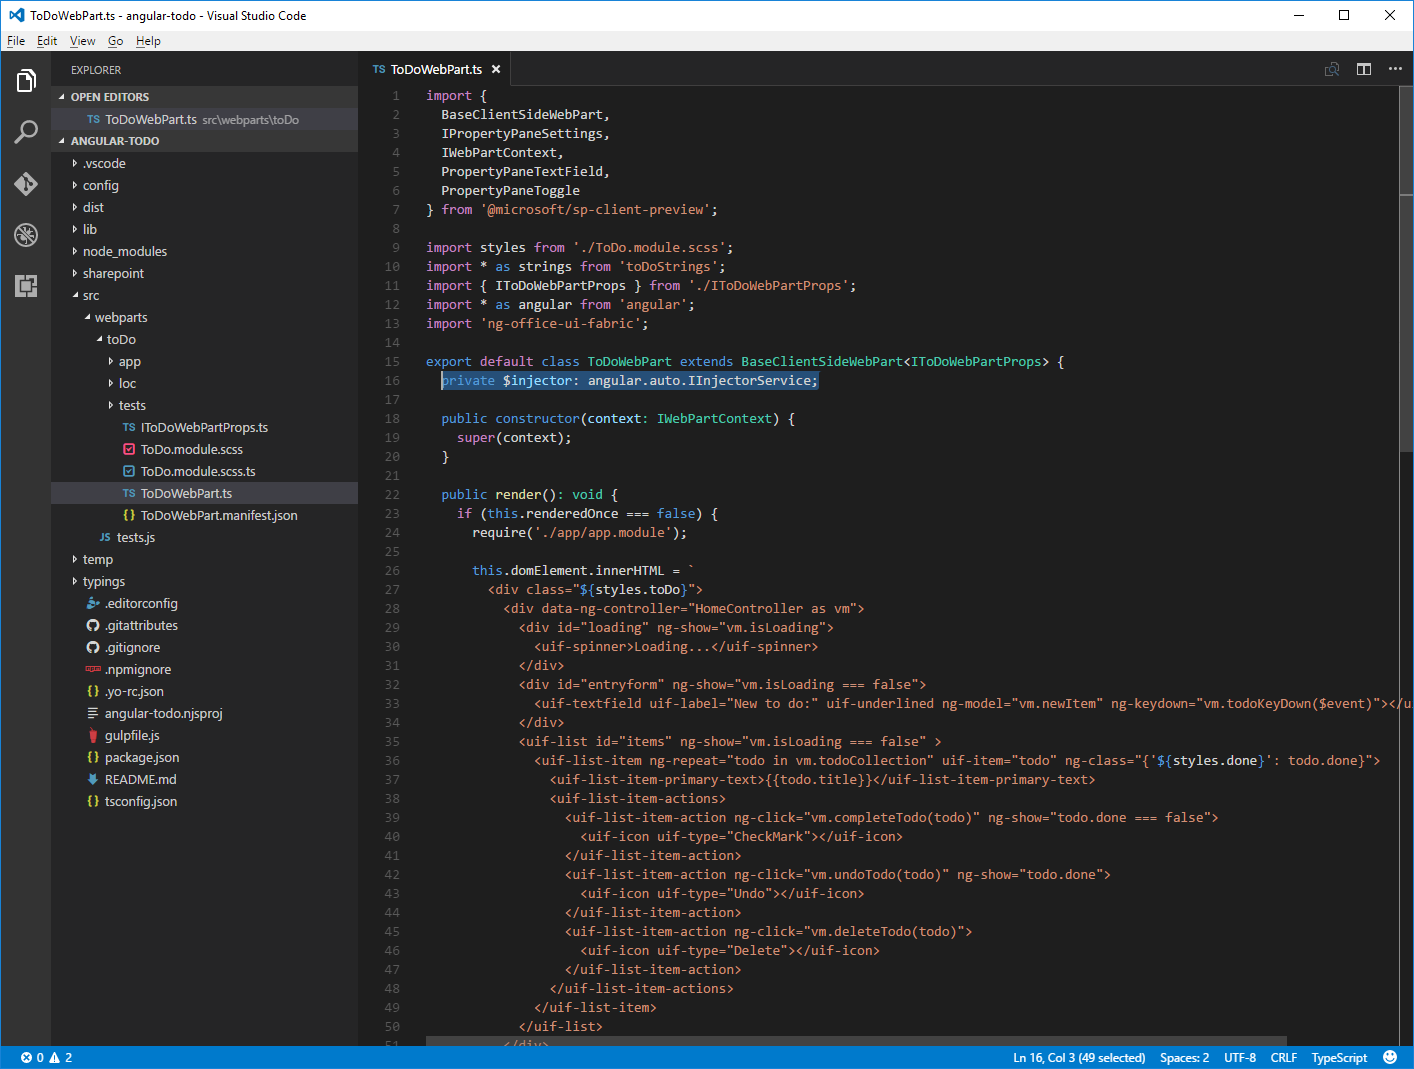 ToDoWebPart.ts - angular-todo - Visual Studio Code
File Edit View Go Help
EXPLORER
OPEN EDITORS
TS ToDoWebPart.ts src\webparts\toDo
ANGULAR-TODO
.vscode
config
dist
lib
node_modules
sharepoint
src
webparts
toDo
app
loc
tests
TS IToDoWebPartProps.ts
ToDo.module.scss
ToDo.module.scss.ts
TS ToDoWebPart.ts
{} ToDoWebPart.manifest.json
JS tests.js
temp
typings
.editorconfig
.gitattributes
.gitignore
.npmignore
{} .yo-rc.json
angular-todo.njsproj
gulpfile.js
{} package.json
README.md
{} tsconfig.json
TS ToDoWebPart.ts
1 import {
2   BaseClientSideWebPart,
3   IPropertyPaneSettings,
4   IWebPartContext,
5   PropertyPaneTextField,
6   PropertyPaneToggle
7 } from '@microsoft/sp-client-preview';
8
9 import styles from './ToDo.module.scss';
10 import * as strings from 'toDoStrings';
11 import { IToDoWebPartProps } from './IToDoWebPartProps';
12 import * as angular from 'angular';
13 import 'ng-office-ui-fabric';
14
15 export default class ToDoWebPart extends BaseClientSideWebPart<IToDoWebPartProps> {
16   private $injector: angular.auto.IInjectorService;
17
18   public constructor(context: IWebPartContext) {
19     super(context);
20   }
21
22   public render(): void {
23     if (this.renderedOnce === false) {
24       require('./app/app.module');
25
26       this.domElement.innerHTML = `
27         <div class="${styles.toDo}">
28           <div data-ng-controller="HomeController as vm">
29             <div id="loading" ng-show="vm.isLoading">
30               <uif-spinner>Loading...</uif-spinner>
31             </div>
32             <div id="entryform" ng-show="vm.isLoading === false">
33               <uif-textfield uif-label="New to do:" uif-underlined ng-model="vm.newItem" ng-keydown="vm.todoKeyDown($event)"></ui
34             </div>
35             <uif-list id="items" ng-show="vm.isLoading === false" >
36               <uif-list-item ng-repeat="todo in vm.todoCollection" uif-item="todo" ng-class="{'${styles.done}': todo.done}">
37                 <uif-list-item-primary-text>{{todo.title}}</uif-list-item-primary-text>
38                 <uif-list-item-actions>
39                   <uif-list-item-action ng-click="vm.completeTodo(todo)" ng-show="todo.done === false">
40                     <uif-icon uif-type="CheckMark"></uif-icon>
41                   </uif-list-item-action>
42                   <uif-list-item-action ng-click="vm.undoTodo(todo)" ng-show="todo.done">
43                     <uif-icon uif-type="Undo"></uif-icon>
44                   </uif-list-item-action>
45                   <uif-list-item-action ng-click="vm.deleteTodo(todo)">
46                     <uif-icon uif-type="Delete"></uif-icon>
47                   </uif-list-item-action>
48                 </uif-list-item-actions>
49               </uif-list-item>
50             </uif-list>
51           </div>
0 2 Ln 16, Col 3 (49 selected) Spaces: 2 UTF-8 CRLF TypeScript